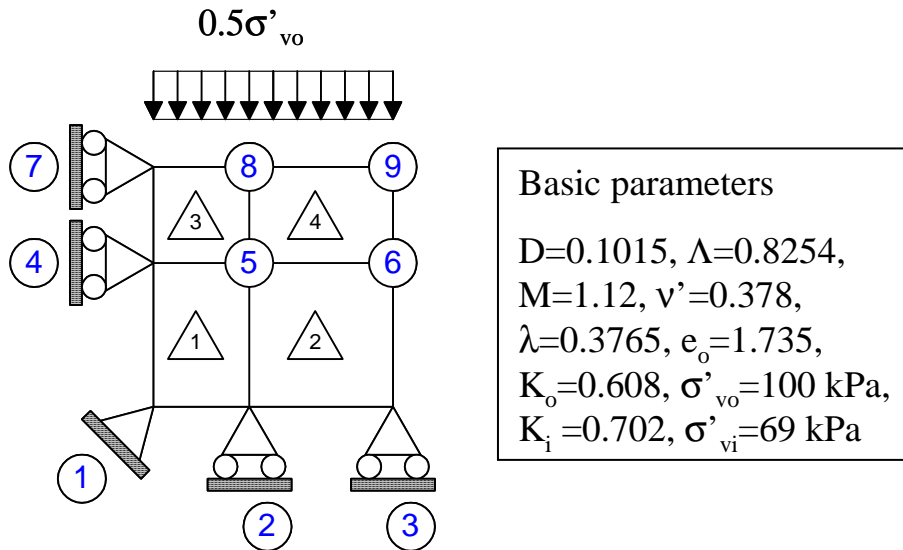 0.5σ'vo
7
8
9
3
4
4
5
6
1
2
1
2
3
Basic parameters
D=0.1015, Λ=0.8254,
M=1.12, ν'=0.378,
λ=0.3765, eo=1.735,
Ko=0.608, σ'vo=100 kPa,
Ki =0.702, σ'vi=69 kPa